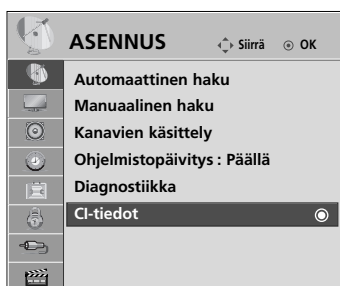 ASENNUS Siirrä OK
Automaattinen haku
Manuaalinen haku
Kanavien käsittely
Ohjelmistopäivitys : Päällä
Diagnostiikka
CI-tiedot